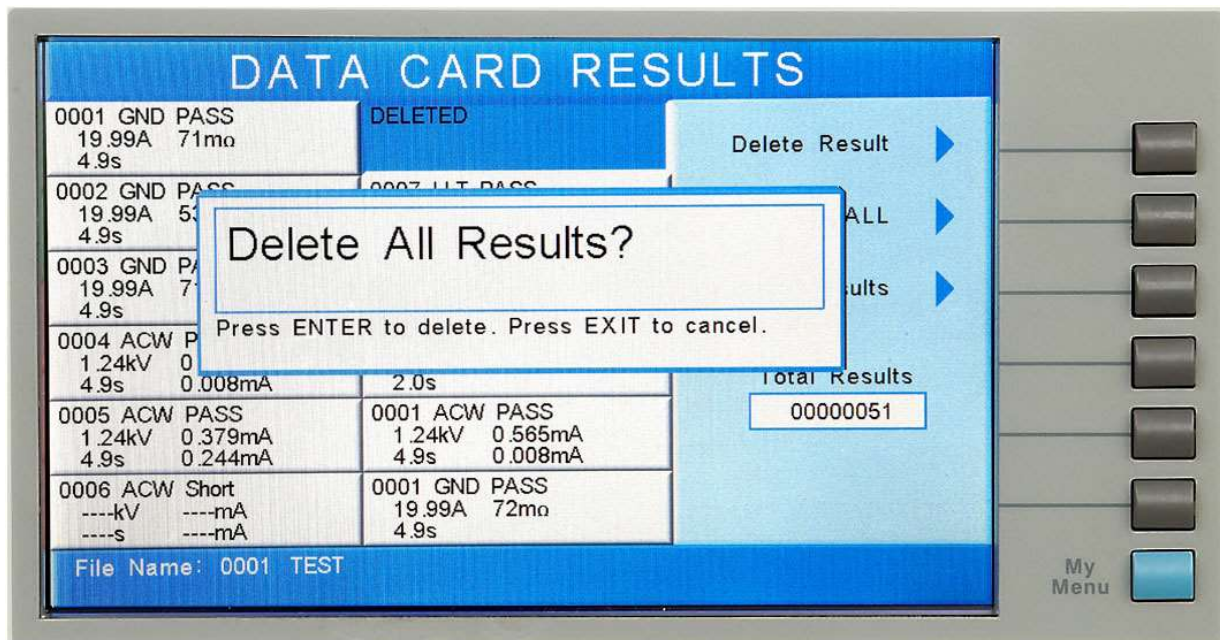 DATA CARD RESULTS
0001 GND PASS
19.99A 71mΩ
4.9s
0002 GND PASS
19.99A
4.9s
0003 GND
19.99A
4.9s
0004 ACW
1.24kV
4.9s 0.008mA
0005 ACW PASS
1.24kV 0.379mA
4.9s 0.244mA
0006 ACW Short
----kV ----mA
----s ----mA
DELETED
PASS
2.0s
0001 ACW PASS
1.24kV 0.565mA
4.9s 0.008mA
0001 GND PASS
19.99A 72mΩ
4.9s
Delete All Results?
Press ENTER to delete. Press EXIT to cancel.
Delete Result
ALL
Total Results
00000051
File Name: 0001 TEST
My
Menu